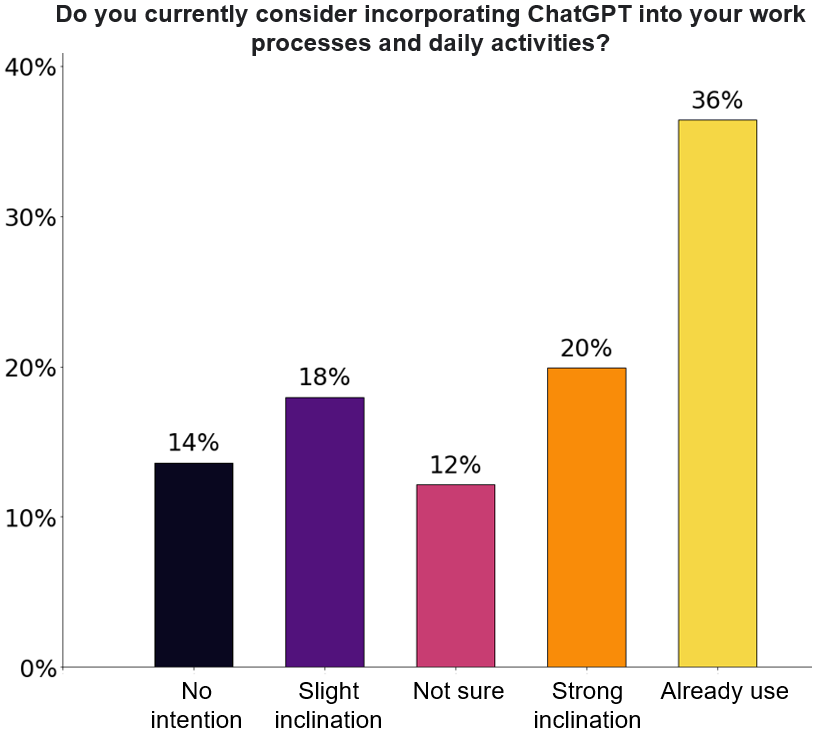 Do you currently consider incorporating ChatGPT into your work
processes and daily activities?
40%
30%
20%
10%
0%
14%
18%
12%
20%
36%
No
intention
Slight
inclination
Not sure
Strong
inclination
Already use